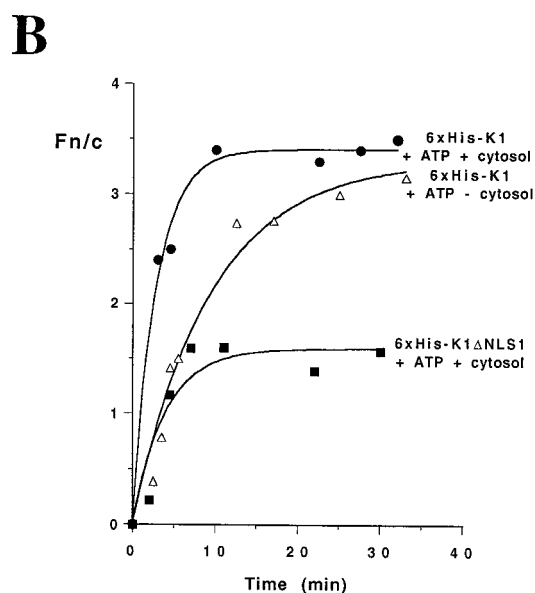 B
Fn/c
4
3
2
1
0
6xHis-K1
+ ATP + cytosol
6xHis-K1
+ ATP - cytosol
6xHis-K1ΔNLS1
+ ATP + cytosol
0 10 20 30 40
Time (min)